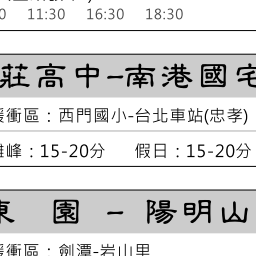 0 11:30 16:30 18:30
莊高中-南港國宅
緩衝區：西門國小-台北車站(忠孝)
離峰：15-20分 假日：15-20分
東 園 - 陽明山
緩衝區：劍潭-岩山里